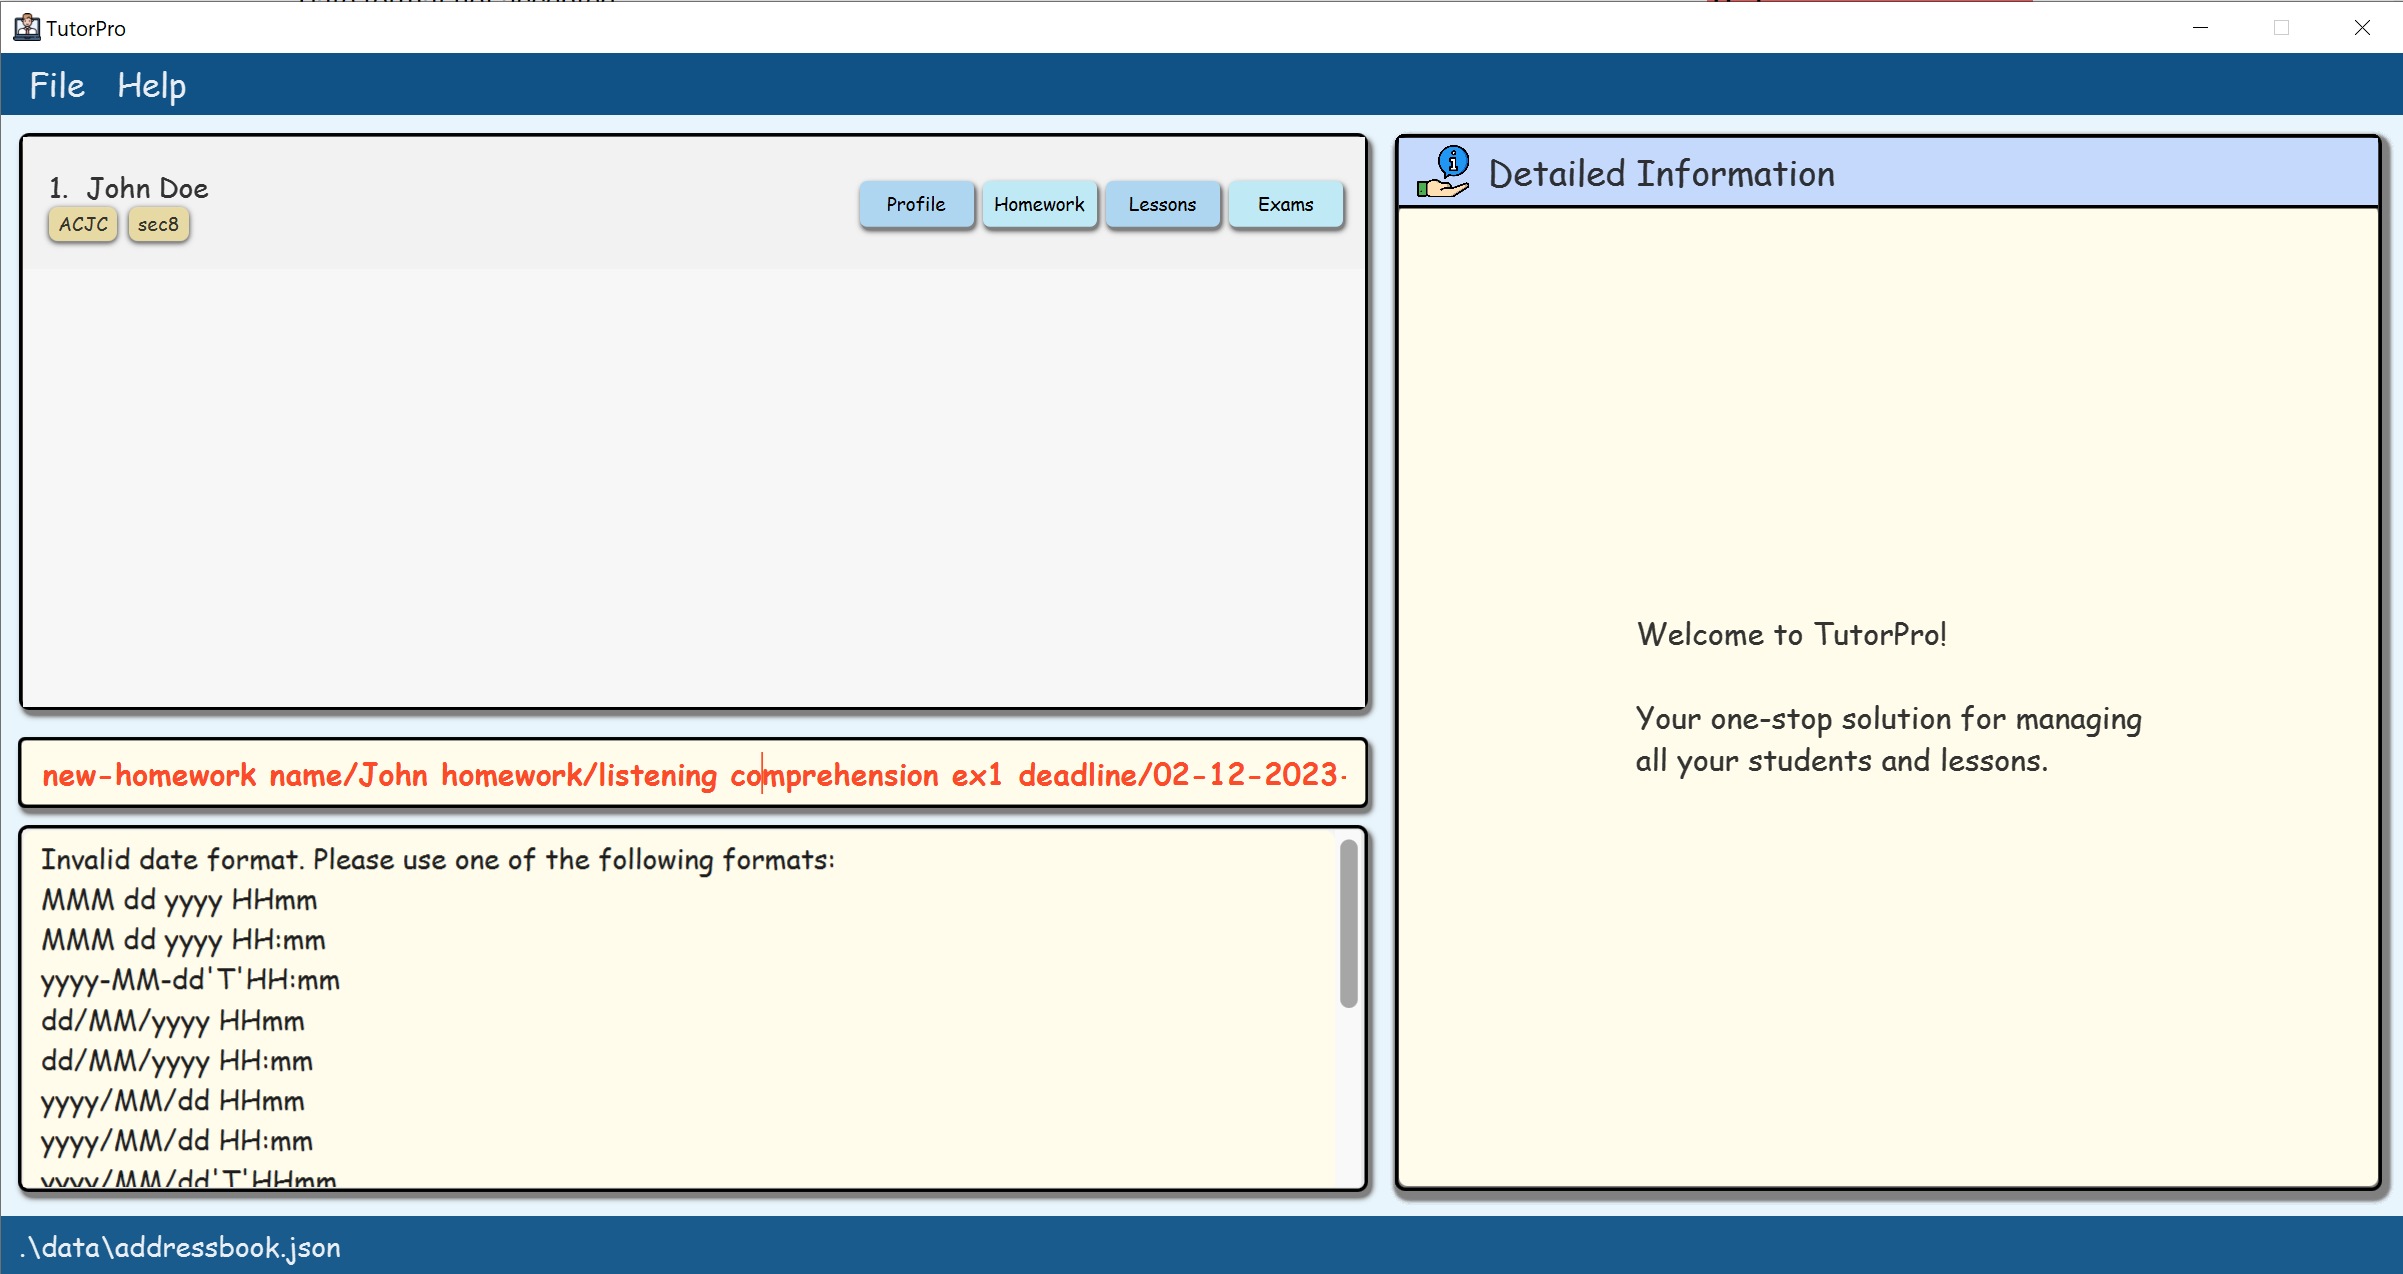 TutorPro
File Help
1. John Doe
ACJC sec8
Profile Homework Lessons Exams
new-homework name/John homework/listening comprehension ex1 deadline/02-12-2023-
Invalid date format. Please use one of the following formats:
MMM dd yyyy HHmm
MMM dd yyyy HH:mm
yyyy-MM-dd'T'HH:mm
dd/MM/yyyy HHmm
dd/MM/yyyy HH:mm
yyyy/MM/dd HHmm
yyyy/MM/dd HH:mm
yyyy/MM/dd'T'HHmm
Detailed Information
Welcome to TutorPro!
Your one-stop solution for managing
all your students and lessons.
.\data\addressbook.json